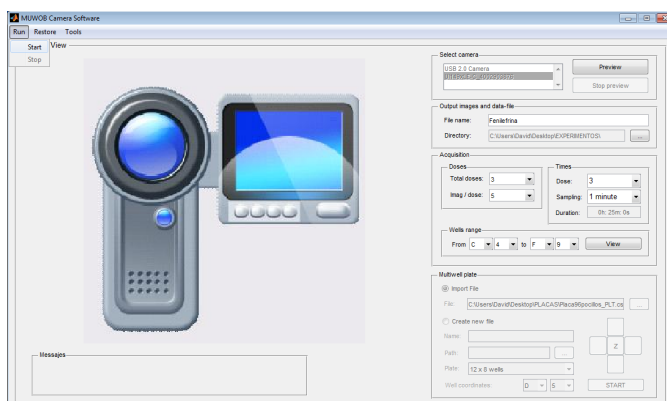 MUWOB Camera Software
Run Restore Tools
Start
Stop
View
Select camera
USB 2.0 Camera
Preview
Stop preview
Output images and data-file
File name: Fenilefrina
Directory: C:\Users\David\Desktop\EXPERIMENTOS\ ...
Acquisition
Doses
Total doses: 3
Imag / dose: 5
Times
Dose: 3
Sampling: 1 minute
Duration: 0h: 25m: 0s
Wells range
From C 4 to F 9 View
Multiwell plate
Import File
File: C:\Users\David\Desktop\PLACAS\Placa96pocillos_PLT.cs ...
Create new file
Name:
Path: ...
Plate: 12 x 8 wells
Well coordinates: D 5
Z
START
Messajes